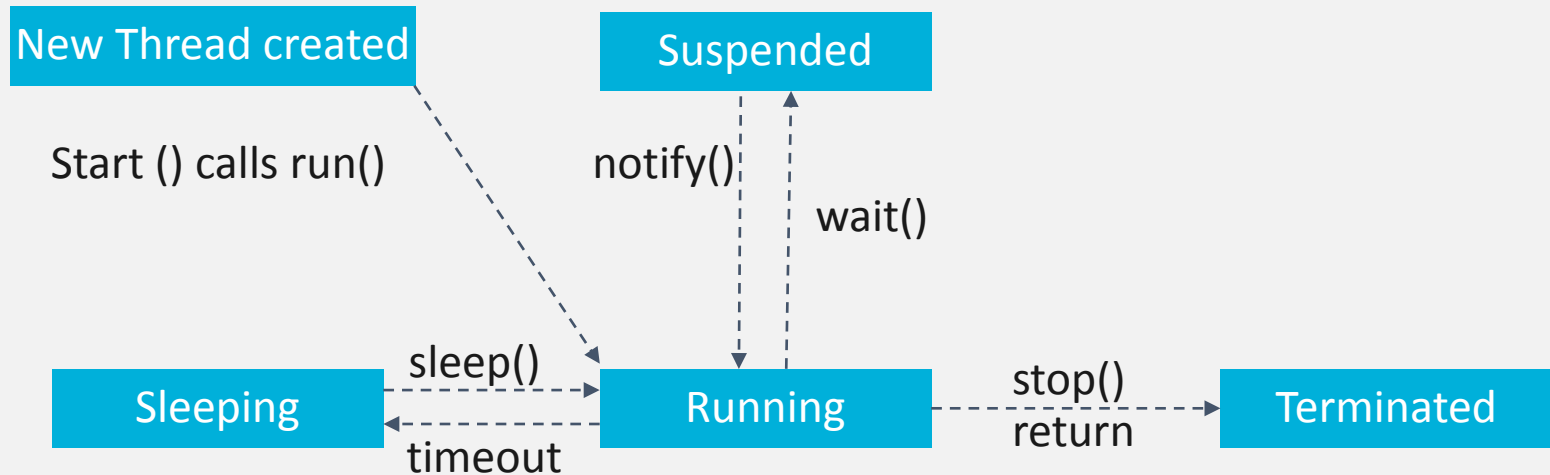 New Thread created
Suspended
Start () calls run()
notify()
wait()
sleep()
Sleeping
timeout
Running
stop()
return
Terminated